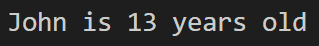 John is 13 years old